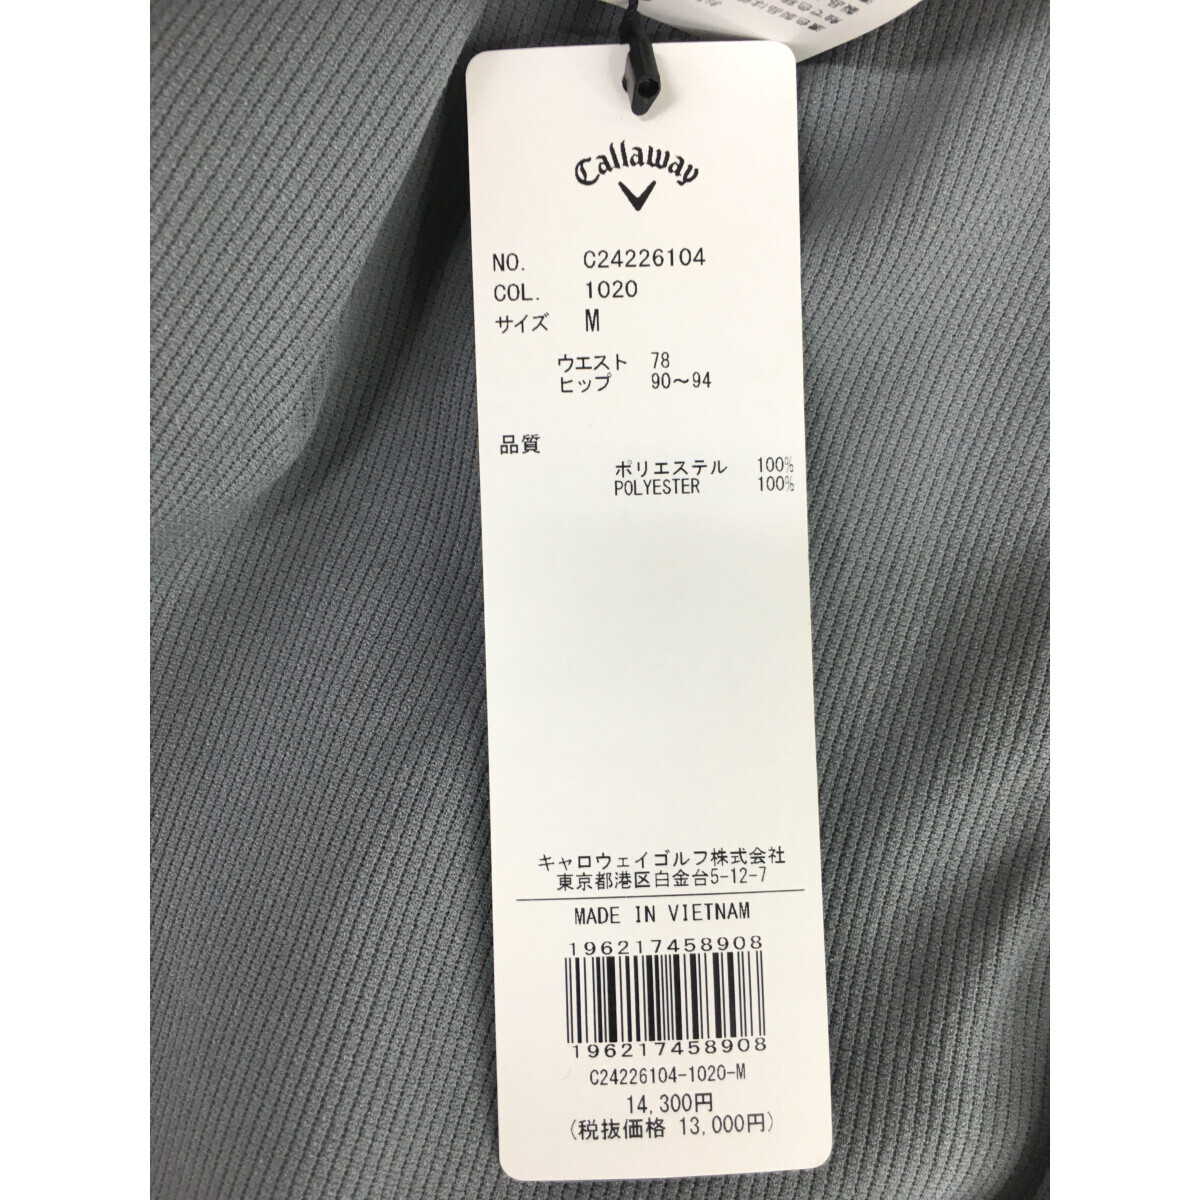 Callaway
NO. C24226104
COL. 1020
サイズ M
ウエスト 78
ヒップ 90～94
品質
ポリエステル 100%
POLYESTER 100%
キャロウェイゴルフ株式会社
東京都港区白金台5-12-7
MADE IN VIETNAM
196217458908
196217458908
C24226104-1020-M
14,300円
(税抜価格 13,000円)